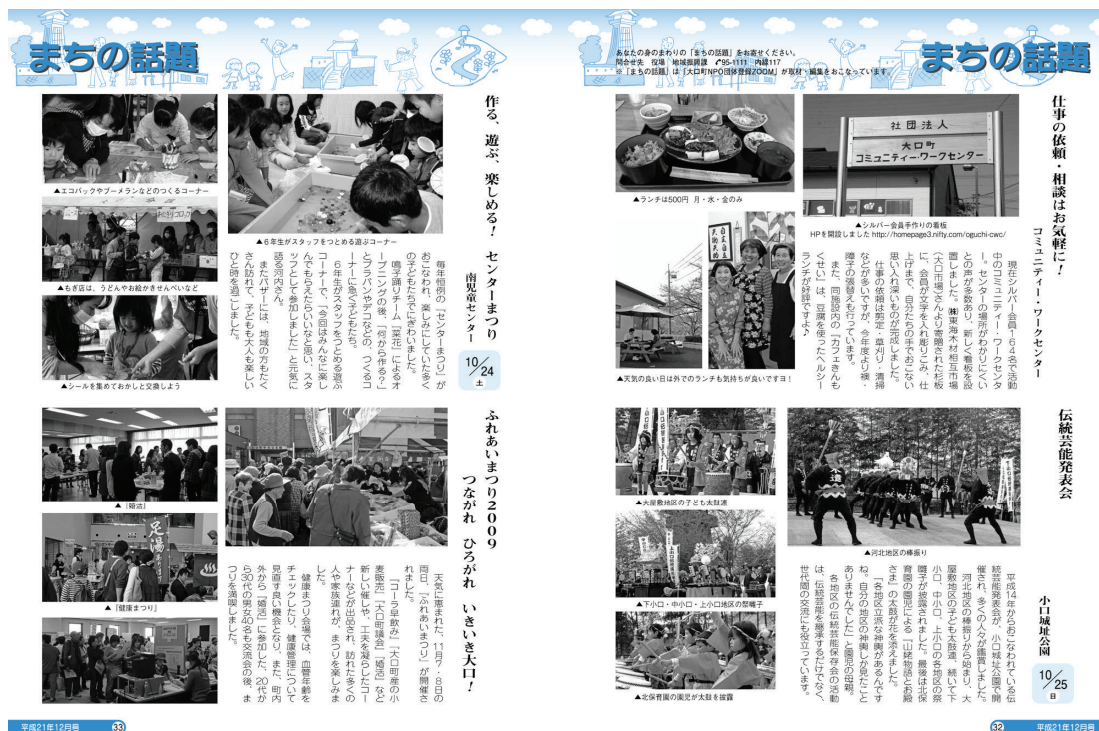 まちの話題
あなたの身のまわりの「まちの話題」をお寄せください。
問合せ先 役場 地域振興課 ✆95-1111 内線117
※「まちの話題」は「大口町NPO団体登録ZOOM」が取材・編集をおこなっています。
仕事の依頼・相談はお気軽に!
コミュニティー・ワークセンター
社団法人
大口町
コミュニティー・ワークセンター
▲シルバー会員手作りの看板
HPを開設しました http://homepage3.nifty.com/oguchi-cwc/
▲ランチは500円 月・水・金のみ
▲天気の良い日は外でのランチも気持ちが良いですヨ!
現在シルバー会員164名で活動
中のコミュニティー・ワークセンタ
ー。センターの場所がわかりにくい
との声が多数あり、新しく看板を設
置しました。㈱東海木材相互市場
(大口市場)さんより寄贈された杉板
に、会員が文字を入れ彫りこみ、仕
上げまで、自分たちの手でおこない
思い入れ深いものが完成しました。
仕事の依頼は剪定・草刈り・清掃
などが多いですが、今年度より襖・
障子の張替えも行っています。
また、同施設内の「カフェきんも
くせい」は、豆腐を使ったヘルシー
ランチが好評ですよ♪
伝統芸能発表会
小口城址公園
10/25
日
▲河北地区の棒振り
▲大屋敷地区の子ども太鼓連
▲下小口・中小口・上小口地区の祭囃子
▲北保育園の園児が太鼓を披露
平成14年からおこなわれている伝
統芸能発表会が、小口城址公園で開
催され、多くの人々が鑑賞しました。
河北地区の棒振りから始まり、大
屋敷地区の子ども太鼓連、続いて下
小口、中小口、上小口の各地区の祭
囃子が披露されました。最後は北保
育園の園児による「山姥物語」とお殿
さま」の太鼓が花を添えました。
「各地区立派な神輿があるんです
ね。自分の地区の神輿しか見たこと
ありませんでした」と園児の母親。
各地区の伝統芸能保存会の活動
は、伝統芸能を継承するだけでなく、
世代間の交流にも役立っています。
32
平成21年12月号
まちの話題
作る、遊ぶ、楽しめる! センターまつり
南児童センター
10/24
土
▲エコバックやブーメランなどのつくるコーナー
▲6年生がスタッフをつとめる遊ぶコーナー
▲もぎ店は、うどんやお絵かきせんべいなど
▲シールを集めておかしと交換しよう
毎年恒例の「センターまつり」が
おこなわれ、楽しみにしていた多く
の子どもたちでにぎわいました。
鳴子踊りチーム「菜花」によるオ
ープニングの後、「何から作る?」
とプラバンやデコなどの、つくるコ
ーナーに急ぐ子どもたち。
6年生がスタッフをつとめる遊ぶ
コーナーで、「今回はみんなに楽し
んでもらえたらいいなと思い、スタ
ッフとして参加しました」と元気に
語る河内さん。
またバザーには、地域の方もたく
さん訪れて、子どもも大人も楽しい
ひと時を過ごしました。
ふれあいまつり2009
つながれ ひろがれ いきいき大口!
▲「婚活」
足湯
▲「健康まつり」
天気に恵まれた、11月7・8日の
両日、「ふれあいまつり」が開催さ
れました。
「コーラ早飲み」「大口町産の小
麦販売」「大口町議会」「婚活」など
新しい催しや、工夫を凝らしたコー
ナーなどが出品され、訪れた多くの
人や家族連れが、まつりを楽しみま
した。
健康まつり会場では、血管年齢を
チェックしたり、健康管理について
見直す良い機会となり、また、町内
外から「婚活」に参加した、20代か
ら30代の男女40名も交流会の後、ま
つりを満喫しました。
平成21年12月号
33